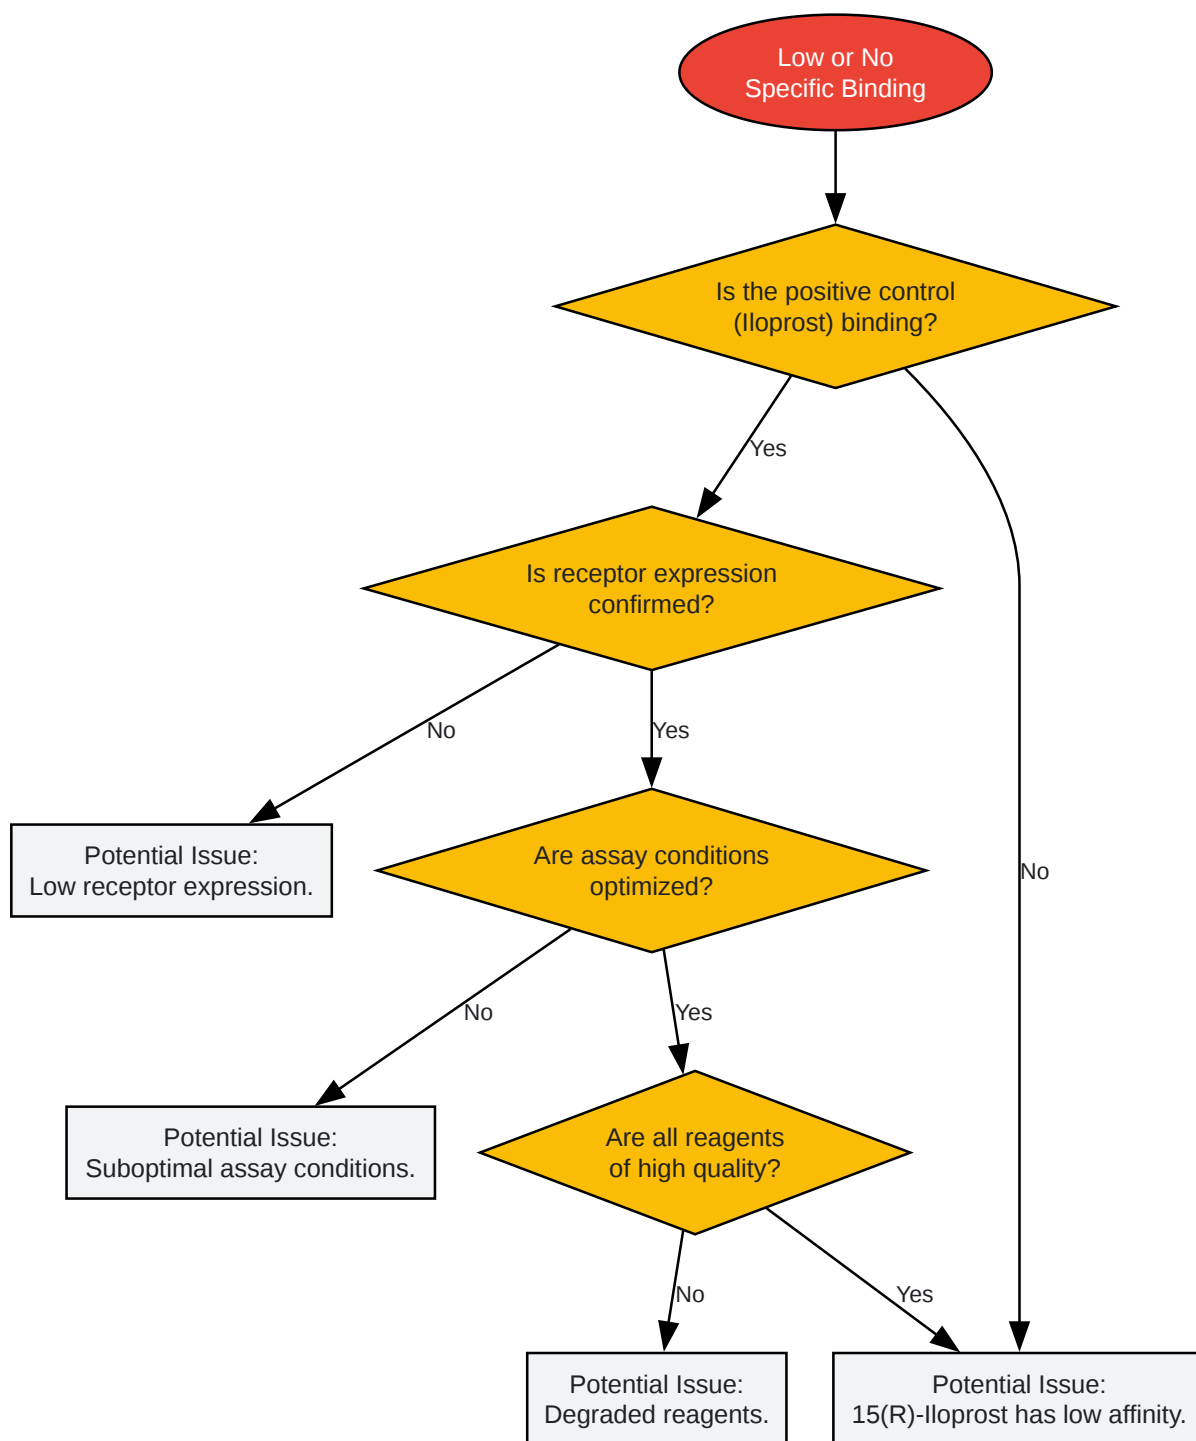 Low or No
Specific Binding
Is the positive control
(Iloprost) binding?
Yes
Is receptor expression
confirmed?
No
Yes
Potential Issue:
Low receptor expression.
Are assay conditions
optimized?
No
No
Yes
Potential Issue:
Suboptimal assay conditions.
Are all reagents
of high quality?
No
Yes
Potential Issue:
Degraded reagents.
Potential Issue:
15(R)-Iloprost has low affinity.